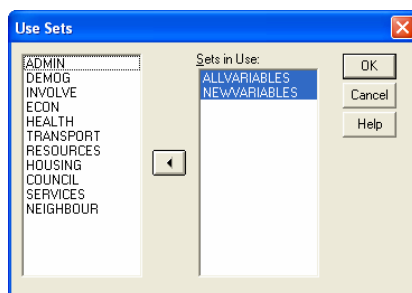 Use Sets
ADMIN
DEMOG
INVOLVE
ECON
HEALTH
TRANSPORT
RESOURCES
HOUSING
COUNCIL
SERVICES
NEIGHBOUR
Sets in Use:
ALLVARIABLES
NEWVARIABLES
OK
Cancel
Help